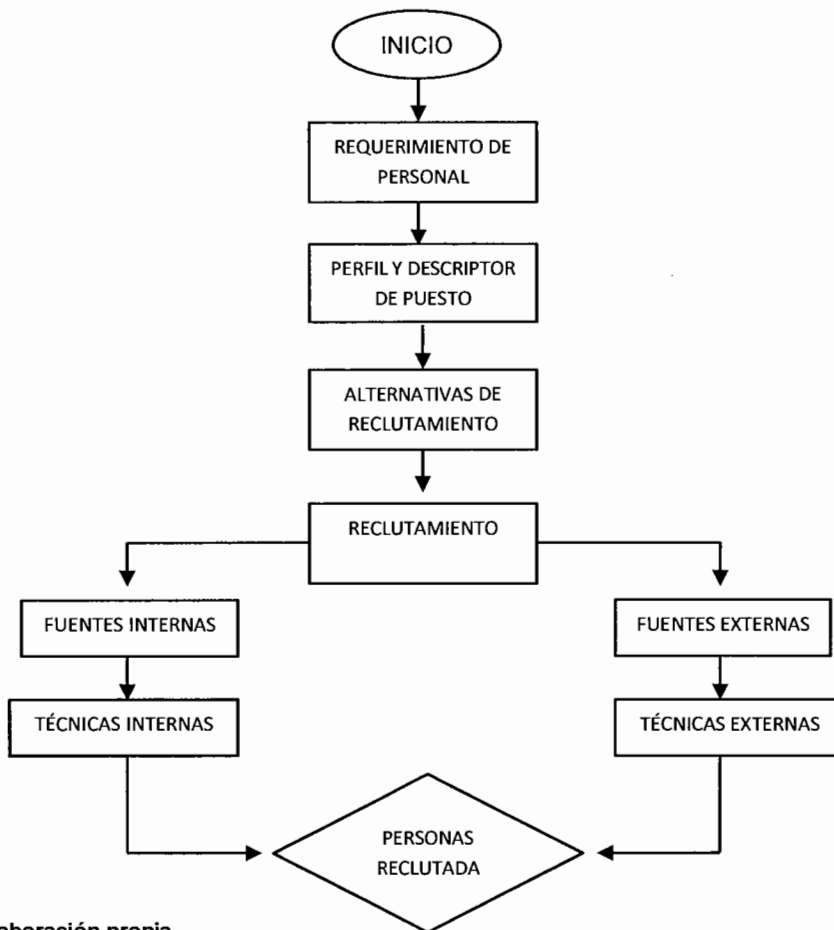 INICIO
REQUERIMIENTO DE
PERSONAL
PERFIL Y DESCRIPTOR
DE PUESTO
ALTERNATIVAS DE
RECLUTAMIENTO
RECLUTAMIENTO
FUENTES INTERNAS
FUENTES EXTERNAS
TÉCNICAS INTERNAS
TÉCNICAS EXTERNAS
PERSONAS
RECLUTADA
propia